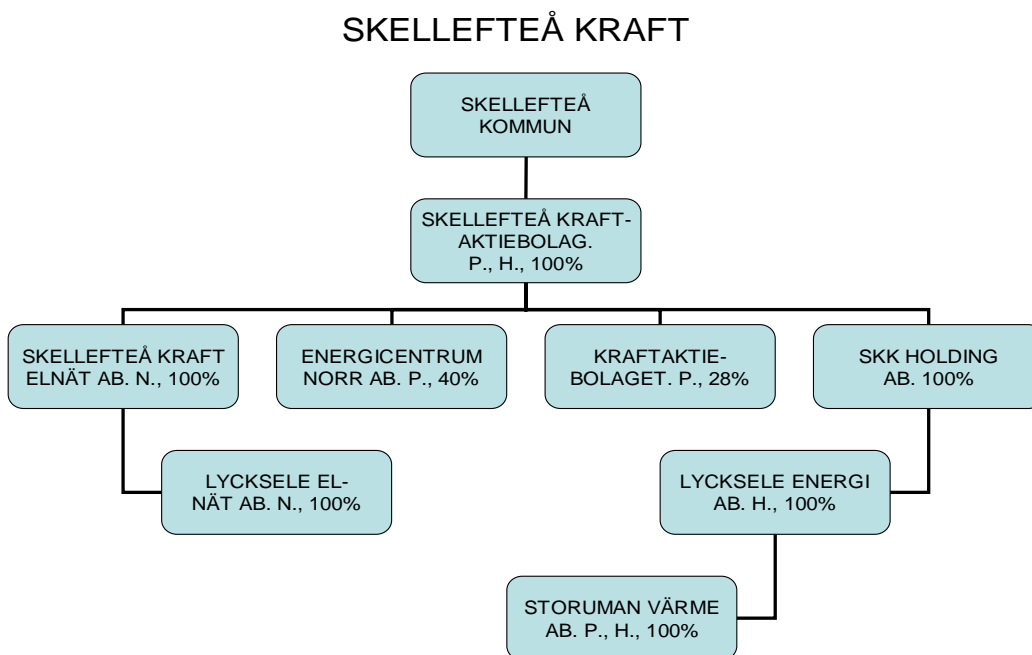 SKELLEFTEÅ KRAFT
SKELLEFTEÅ
KOMMUN
SKELLEFTEÅ KRAFT-
AKTIEBOLAG.
P., H., 100%
SKELLEFTEÅ KRAFT
ELNÄT AB. N., 100%
ENERGICENTRUM
NORR AB. P., 40%
KRAFTAKTIE-
BOLAGET. P., 28%
SKK HOLDING
AB. 100%
LYCKSELE EL-
NÄT AB. N., 100%
LYCKSELE ENERGI
AB. H., 100%
STORUMAN VÄRME
AB. P., H., 100%